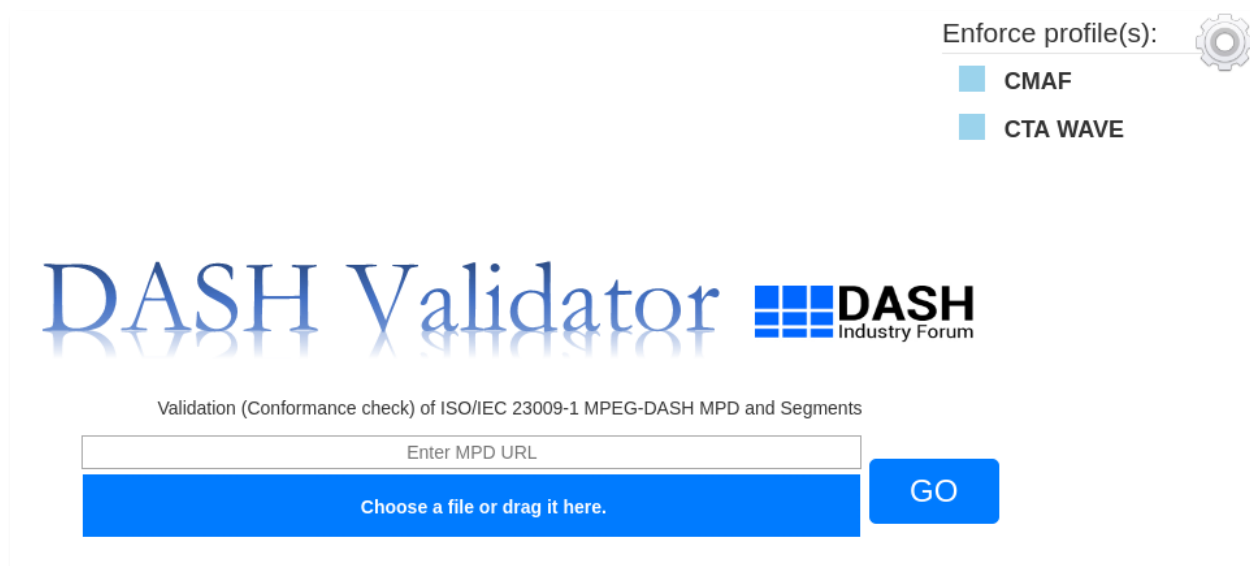 Enforce profile(s):
CMAF
CTA WAVE
DASH Validator
DASH
Industry Forum
Validation (Conformance check) of ISO/IEC 23009-1 MPEG-DASH MPD and Segments
Enter MPD URL
Choose a file or drag it here.
GO